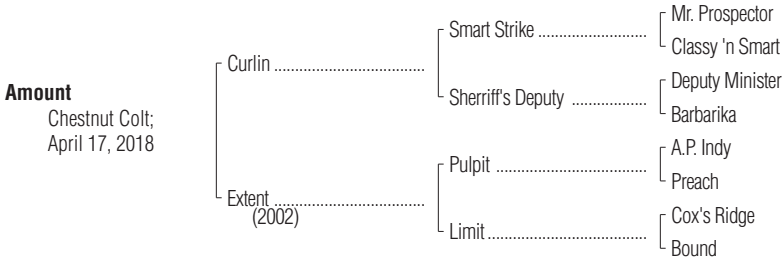 Mr. Prospector
Smart Strike ..........................
Classy 'n Smart
Curlin ....................................
Deputy Minister
Sherriff's Deputy ..................
Barbarika
Amount
Chestnut Colt;
April 17, 2018
A.P. Indy
Pulpit ....................................
Preach
Extent ....................................
(2002)
Cox's Ridge
Limit ......................................
Bound